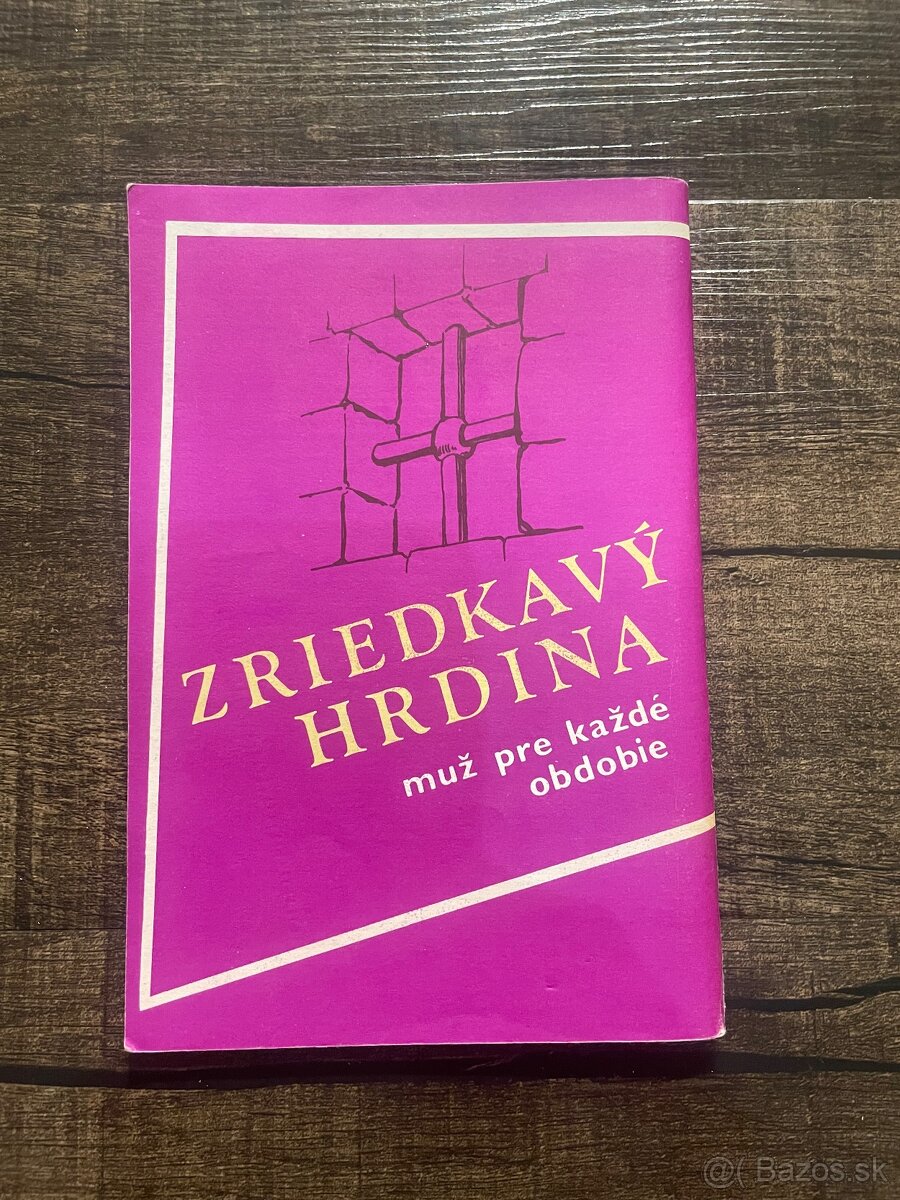 ZRIEDKAVÝ
HRDINA
muž pre každé
obdobie
@( Bazos.sk